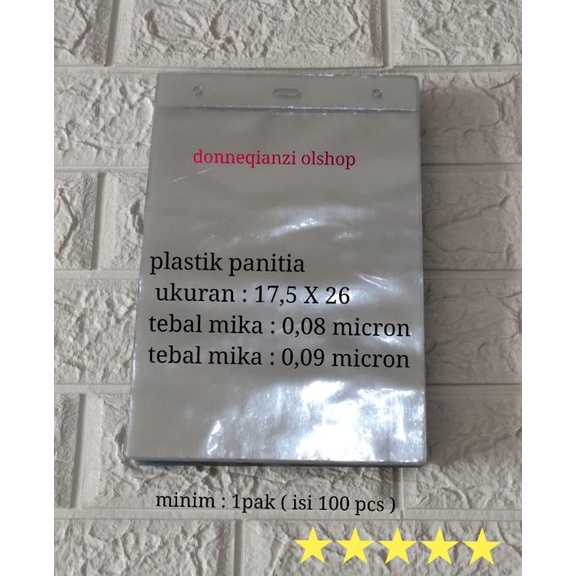 donneqianzi olshop
plastik panitia
ukuran : 17,5 X 26
tebal mika : 0,08 micron
tebal mika : 0,09 micron
minim : 1pak ( isi 100 pcs )